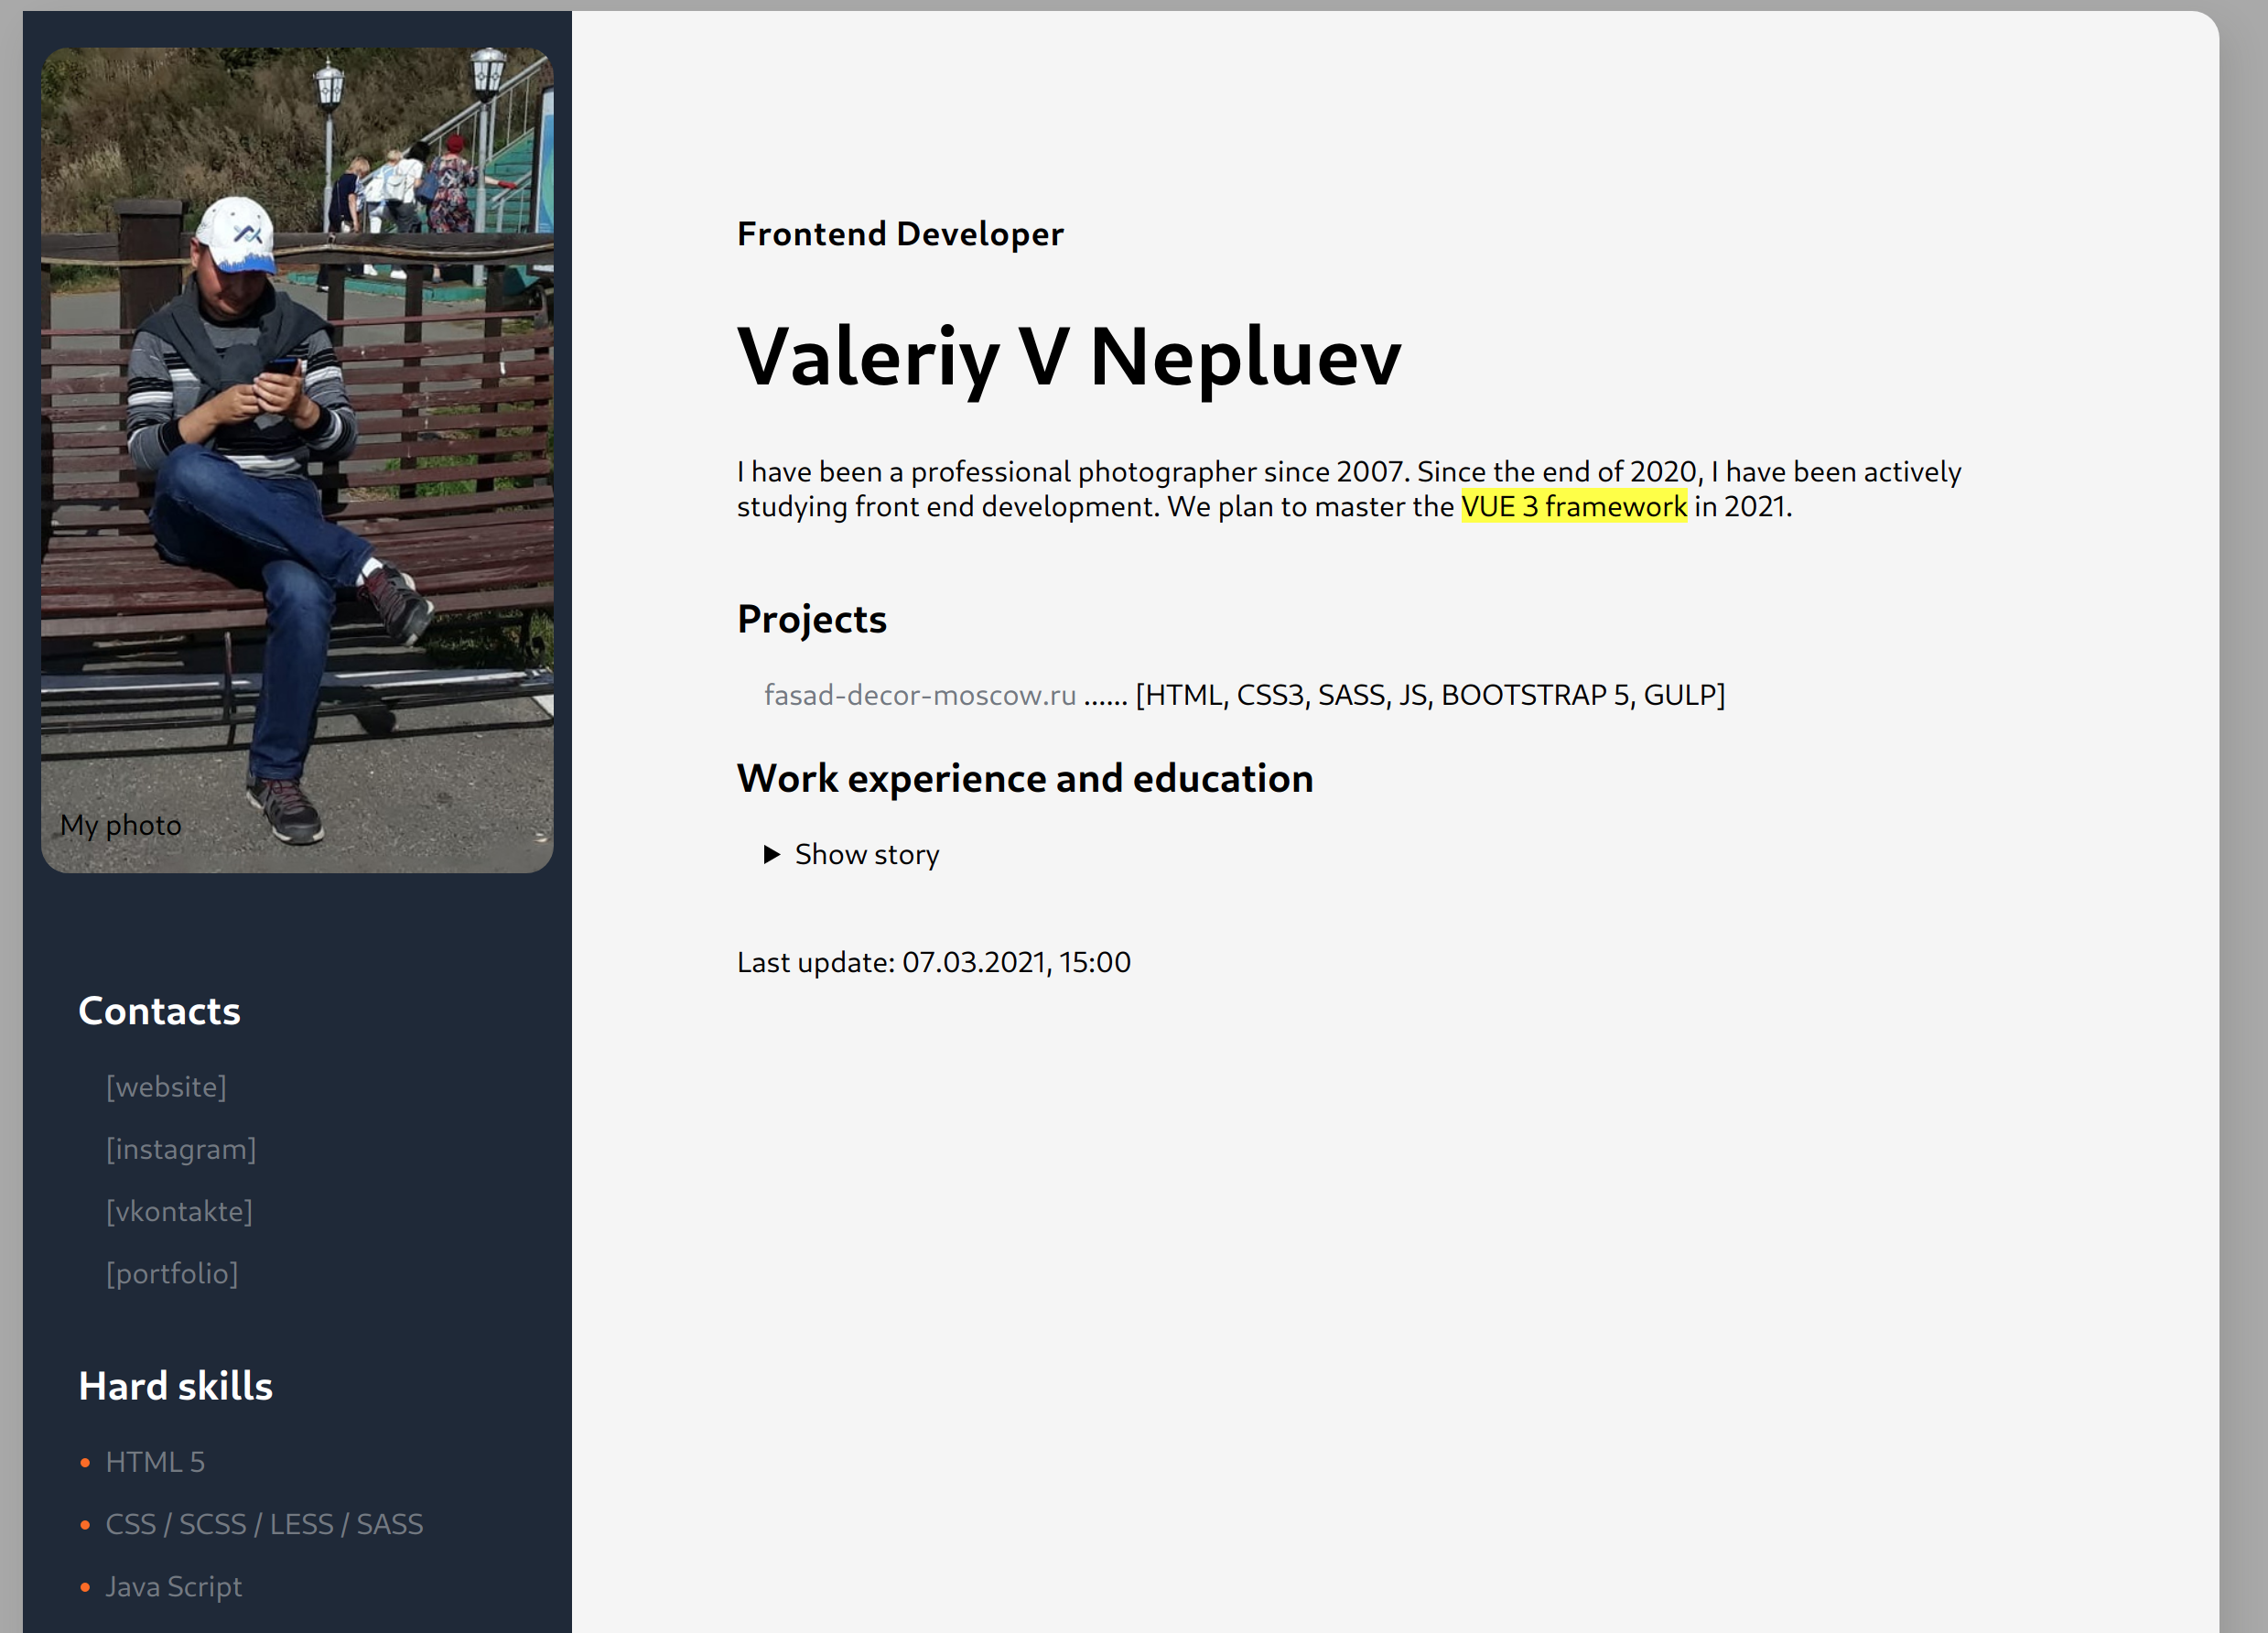 My photo
Contacts
[website]
[instagram]
[vkontakte]
[portfolio]
Hard skills
• HTML 5
• CSS / SCSS / LESS / SASS
• Java Script
Frontend Developer
Valeriy V Nepluev
I have been a professional photographer since 2007. Since the end of 2020, I have been actively
studying front end development. We plan to master the VUE 3 framework in 2021.
Projects
fasad-decor-moscow.ru ...... [HTML, CSS3, SASS, JS, BOOTSTRAP 5, GULP]
Work experience and education
▶ Show story
Last update: 07.03.2021, 15:00